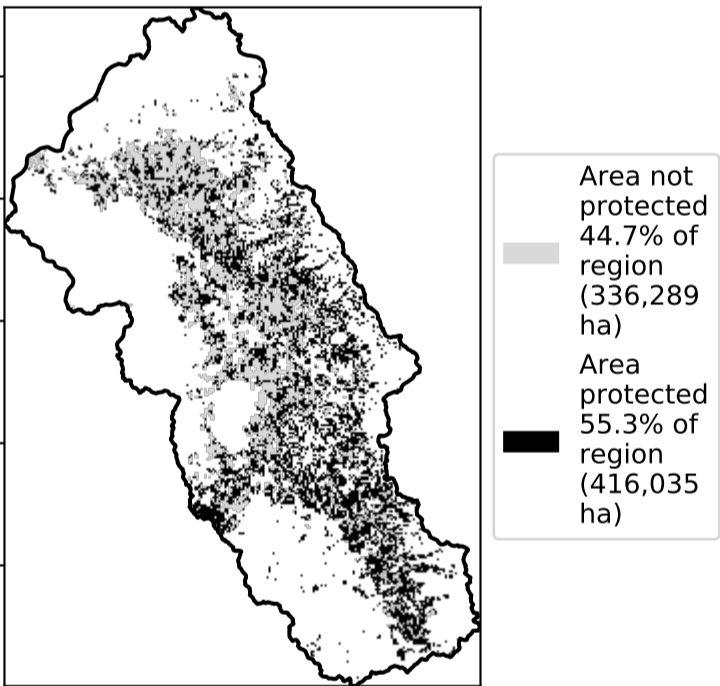 Area not
protected
44.7% of
region
(336,289
ha)
Area
protected
55.3% of
region
(416,035
ha)